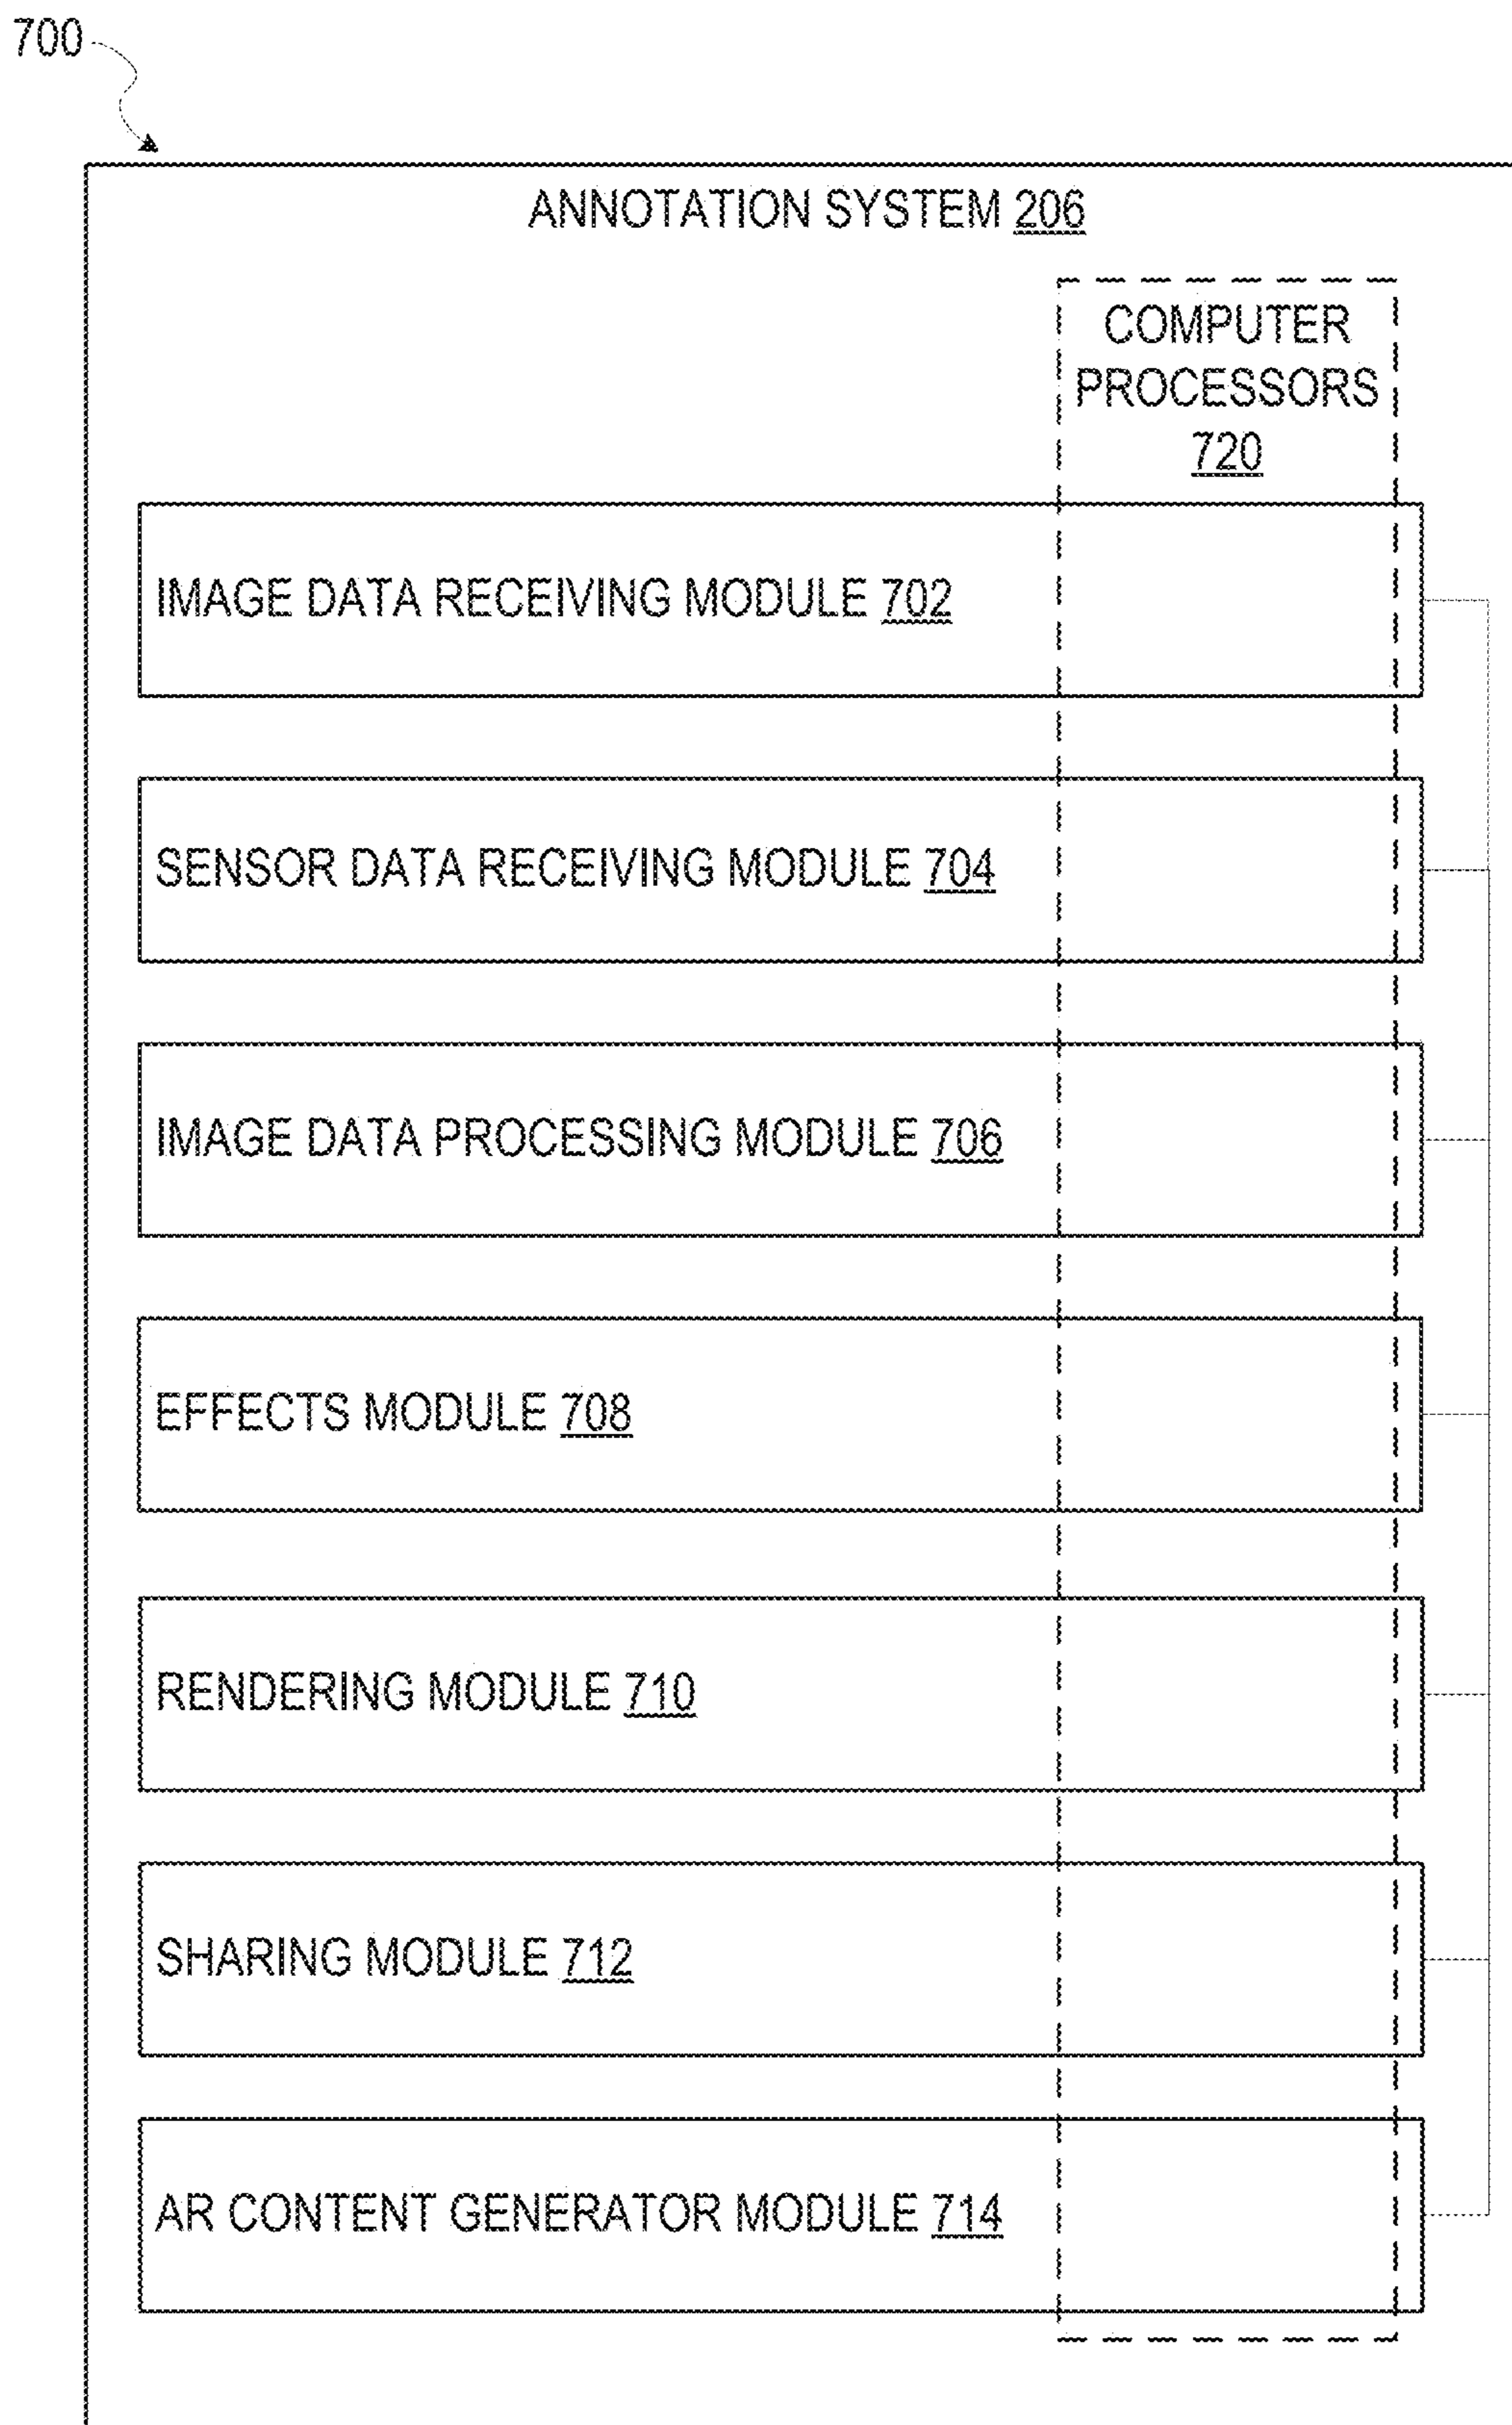 700
ANNOTATION SYSTEM 206
COMPUTER
PROCESSORS
720
IMAGE DATA RECEIVING MODULE 702
SENSOR DATA RECEIVING MODULE 704
IMAGE DATA PROCESSING MODULE 706
EFFECTS MODULE 708
RENDERING MODULE 710
SHARING MODULE 712
AR CONTENT GENERATOR MODULE 714